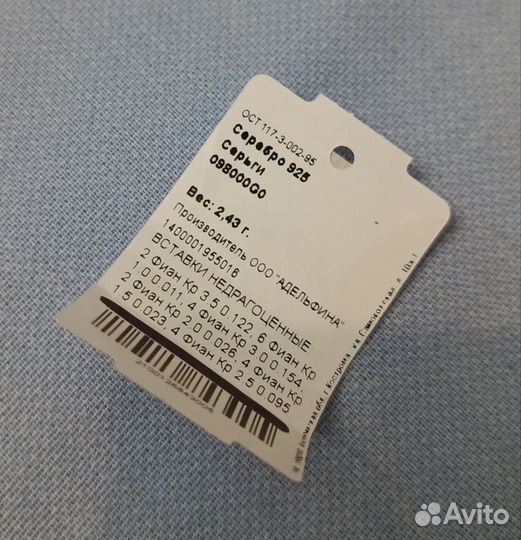 ОСТ 117-3-002-95
Серебро 925
Серьги
098000G0
Вес: 2,43 г.
Производитель ООО "АДЕЛЬФИНА"
1400001955016
ВСТАВКИ НЕДРАГОЦЕННЫЕ:
2 Фиан Кр 3.5 0.122, 6 Фиан Кр
1.0 0.011, 4 Фиан Кр 3.0 0.154,
2 Фиан Кр 2.0 0.026, 4 Фиан Кр
1.5 0.023, 4 Фиан Кр 2.5 0.095
г. Кострома
Avito